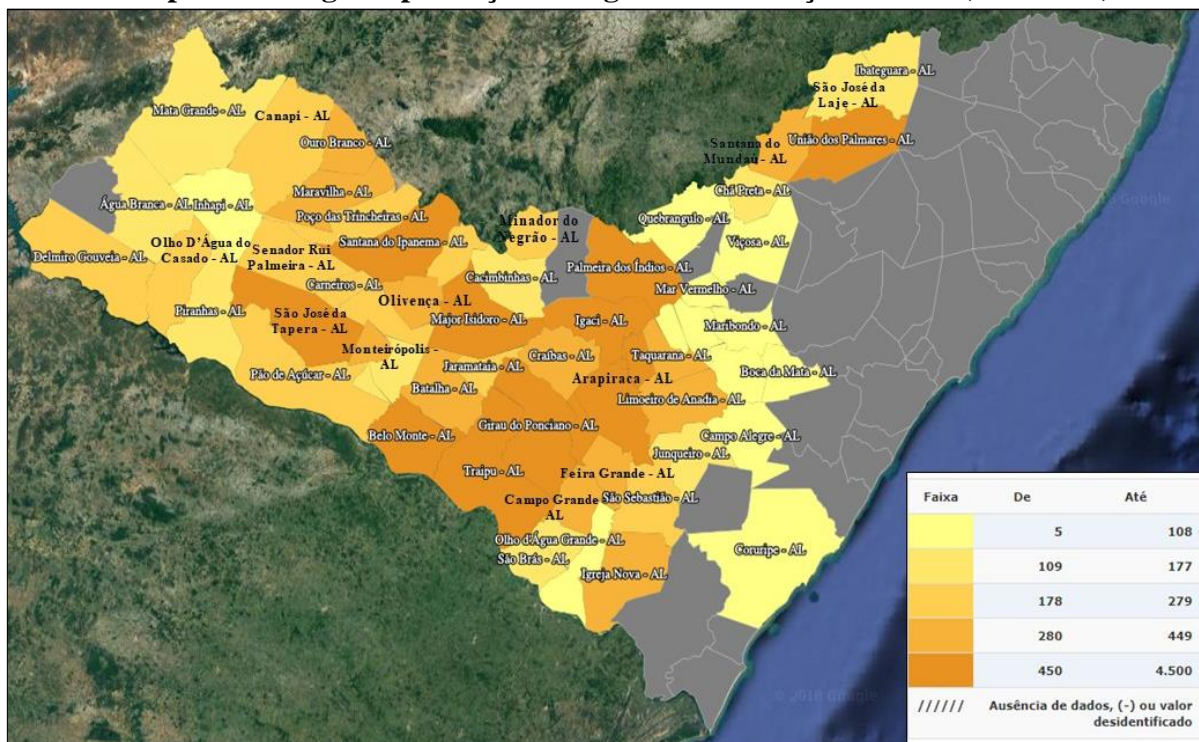 Ibateguara - AL
São José da
Laje - AL
Mata Grande - AL
Canapi - AL
Ouro Branco - AL
União dos Palmares - AL
Santana do
Mundaú - AL
Maravilha - AL
Chã Preta - AL
Água Branca - AL
Inhapi - AL
Poço das Trincheiras - AL
Minador do
Negrão - AL
Quebrangulo - AL
Olho D'Água do
Casado - AL
Senador Rui
Palmeira - AL
Santana do Ipanema - AL
Viçosa - AL
Delmiro Gouveia - AL
Palmeira dos Índios - AL
Cacimbinhas - AL
Carneiros - AL
Mar Vermelho - AL
Olivença - AL
Piranhas - AL
São José da
Tapera - AL
Major Isidoro - AL
Igaci - AL
Maribondo - AL
Monteirópolis -
AL
Craíbas - AL
Taquarana - AL
Jaramataia - AL
Boca da Mata - AL
Pão de Açúcar - AL
Arapiraca - AL
Batalha - AL
Limoeiro de Anadia - AL
Belo Monte - AL
Girau do Ponciano - AL
Campo Alegre - AL
Junqueiro - AL
Traipu - AL
Feira Grande - AL
Campo Grande
AL
São Sebastião - AL
Olho d'Água Grande - AL
Coruripe - AL
São Brás - AL
Igreja Nova - AL
Faixa De Até
5 108
109 177
178 279
280 449
450 4.500
////// Ausência de dados, (-) ou valor
desidentificado